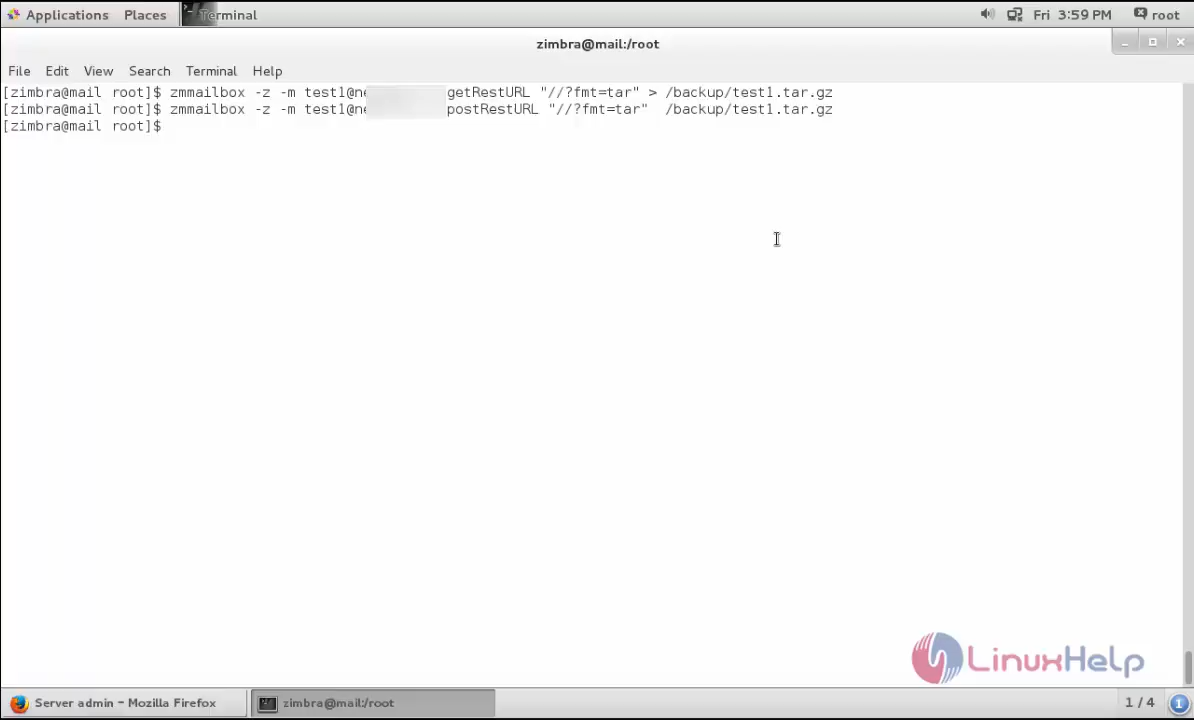 Applications Places Terminal Fri 3:59 PM root
zimbra@mail:/root
File Edit View Search Terminal Help
[zimbra@mail root]$ zmmailbox -z -m test1@ne getRestURL "//?fmt=tar" > /backup/test1.tar.gz
[zimbra@mail root]$ zmmailbox -z -m test1@ne postRestURL "//?fmt=tar" /backup/test1.tar.gz
[zimbra@mail root]$
LinuxHelp
Server admin - Mozilla Firefox zimbra@mail:/root 1 / 4 1